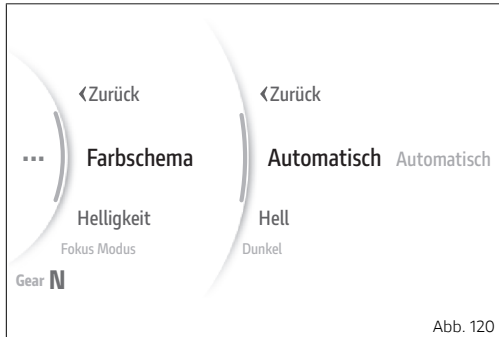 ‹Zurück ‹Zurück
... Farbschema Automatisch Automatisch
Helligkeit Hell
Fokus Modus Dunkel
Gear N
Abb. 120